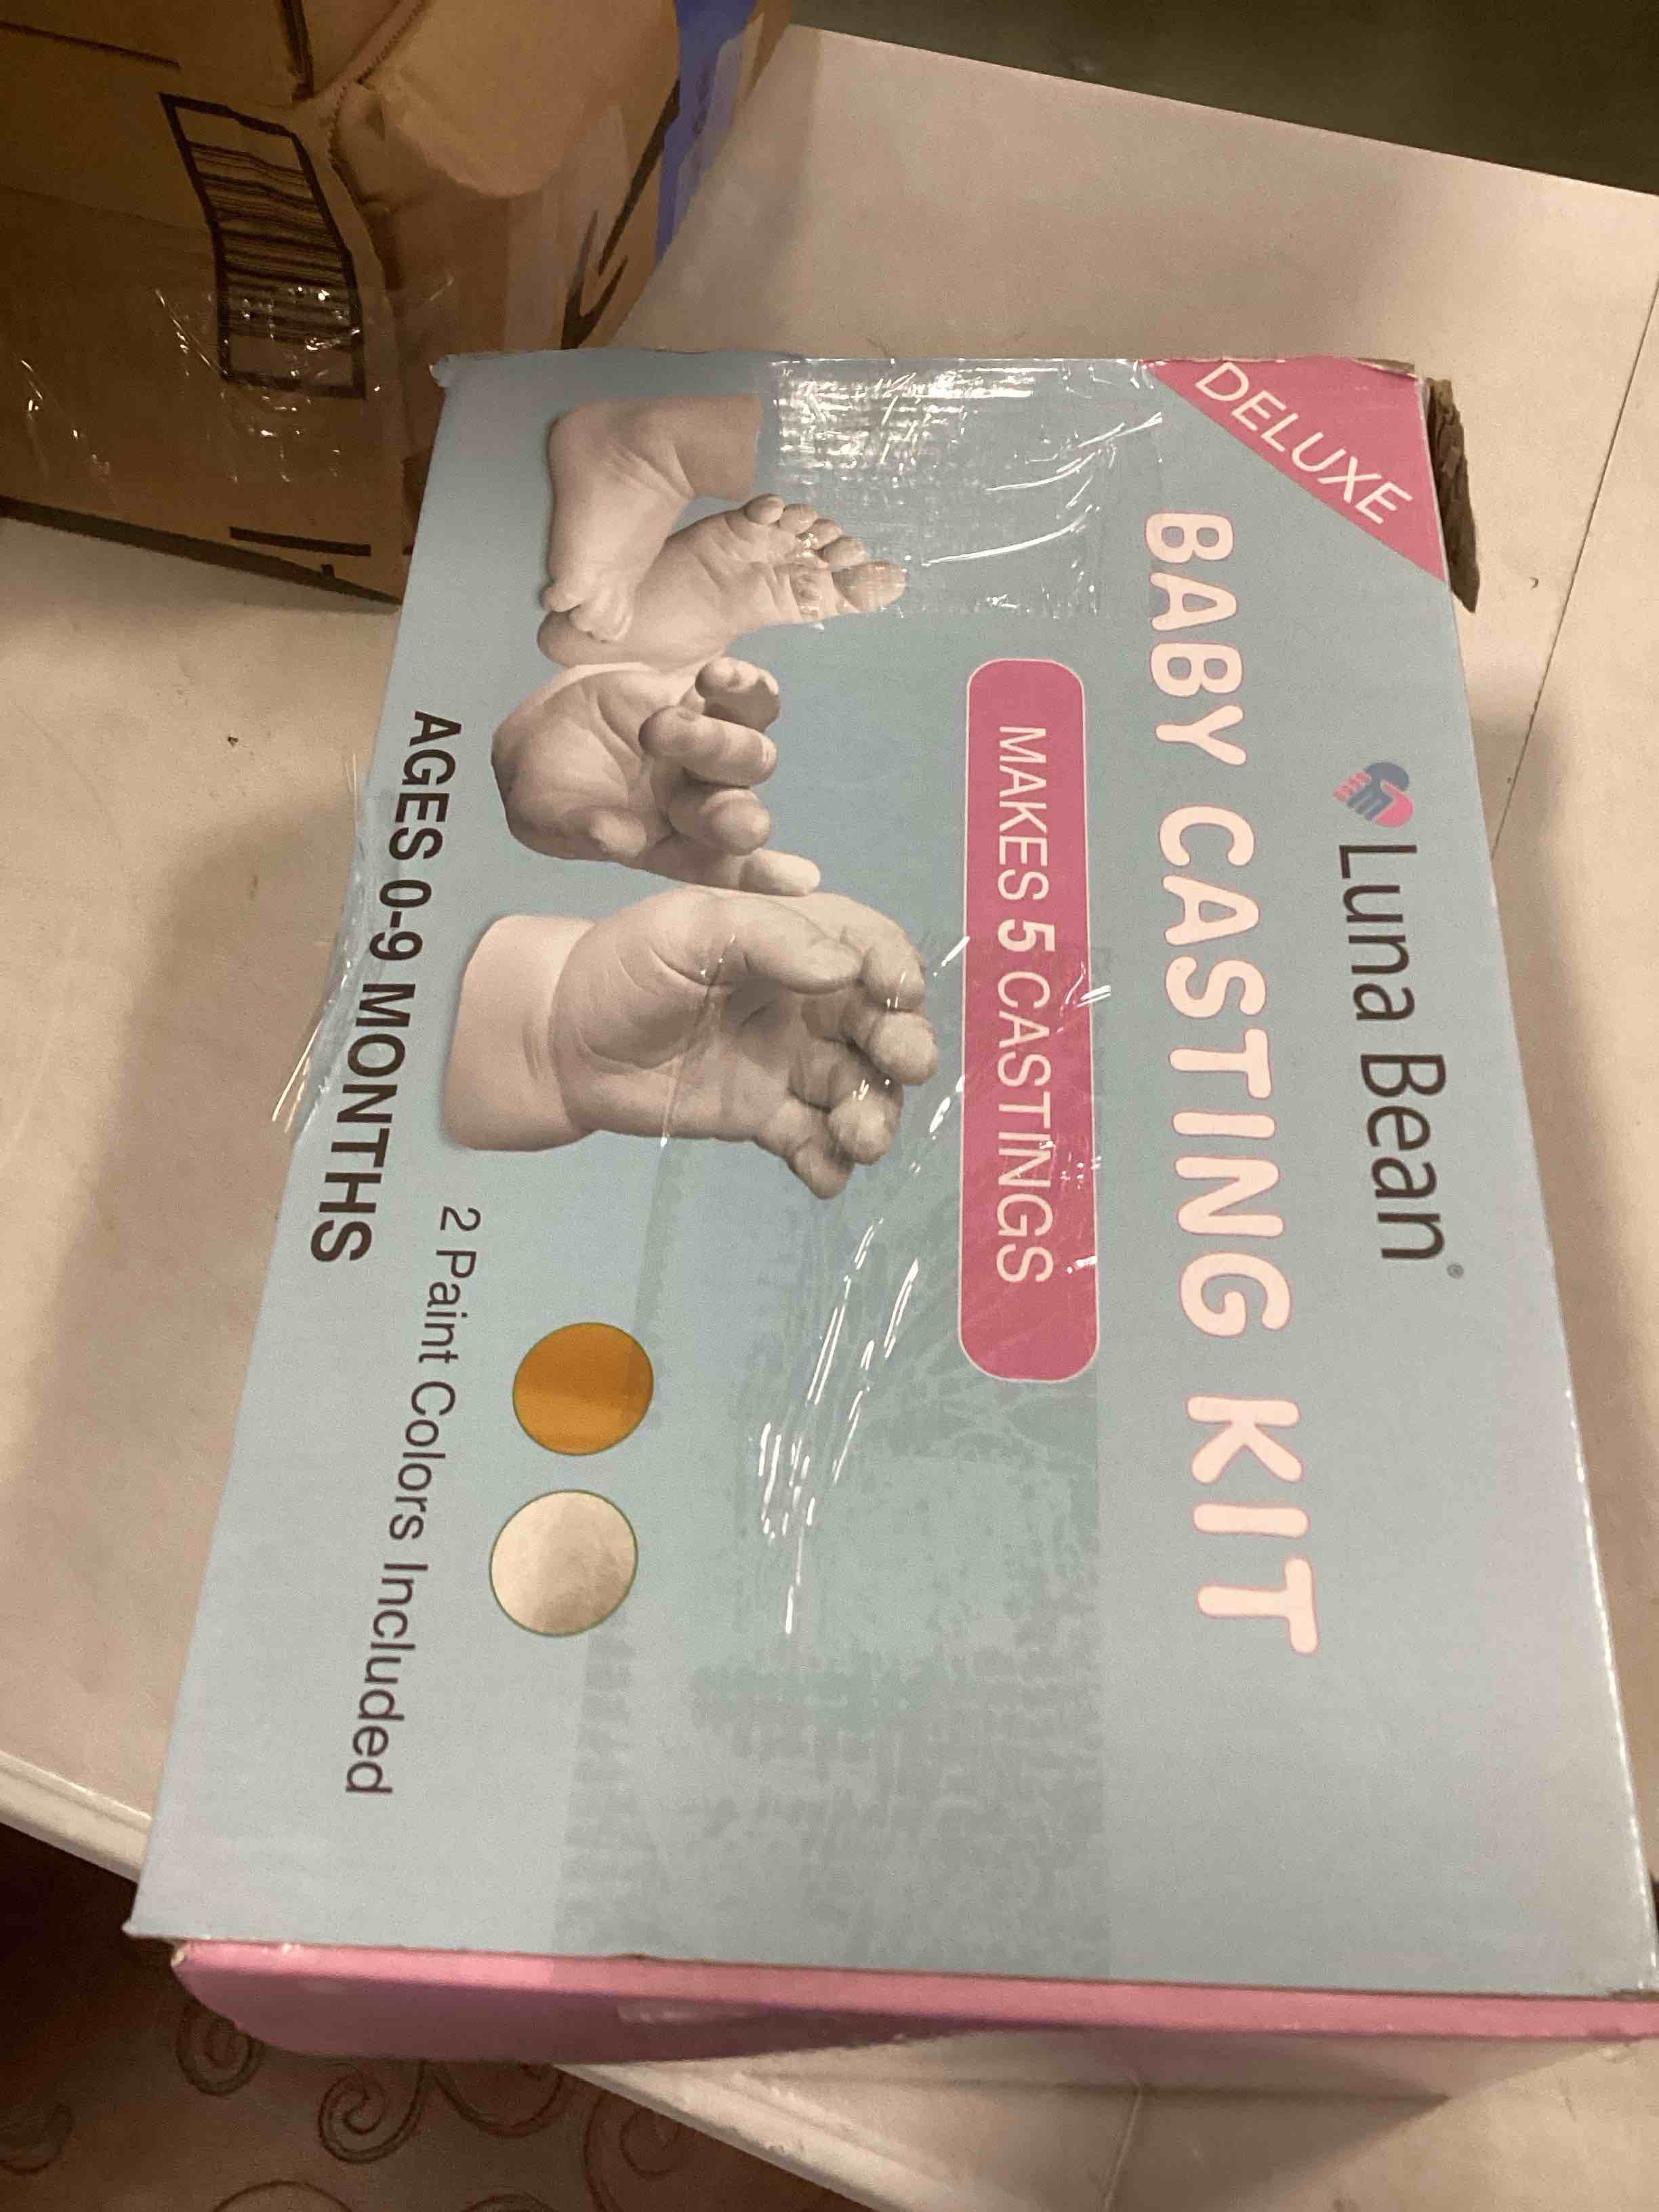 DELUXE
Luna Bean®
BABY CASTING KIT
MAKES 5 CASTINGS
2 Paint Colors Included
AGES 0-9 MONTHS